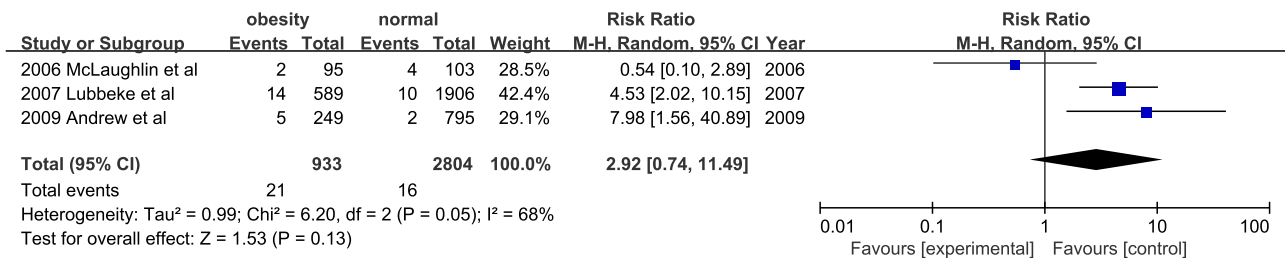 obesity normal Risk Ratio Risk Ratio
Study or Subgroup Events Total Events Total Weight M-H, Random, 95% CI Year M-H, Random, 95% CI
2006 McLaughlin et al 2 95 4 103 28.5% 0.54 [0.10, 2.89] 2006
2007 Lubbeke et al 14 589 10 1906 42.4% 4.53 [2.02, 10.15] 2007
2009 Andrew et al 5 249 2 795 29.1% 7.98 [1.56, 40.89] 2009
Total (95% CI) 933 2804 100.0% 2.92 [0.74, 11.49]
Total events 21 16
Heterogeneity: Tau² = 0.99; Chi² = 6.20, df = 2 (P = 0.05); I² = 68%
Test for overall effect: Z = 1.53 (P = 0.13)
0.01 0.1 1 10 100
Favours [experimental] Favours [control]